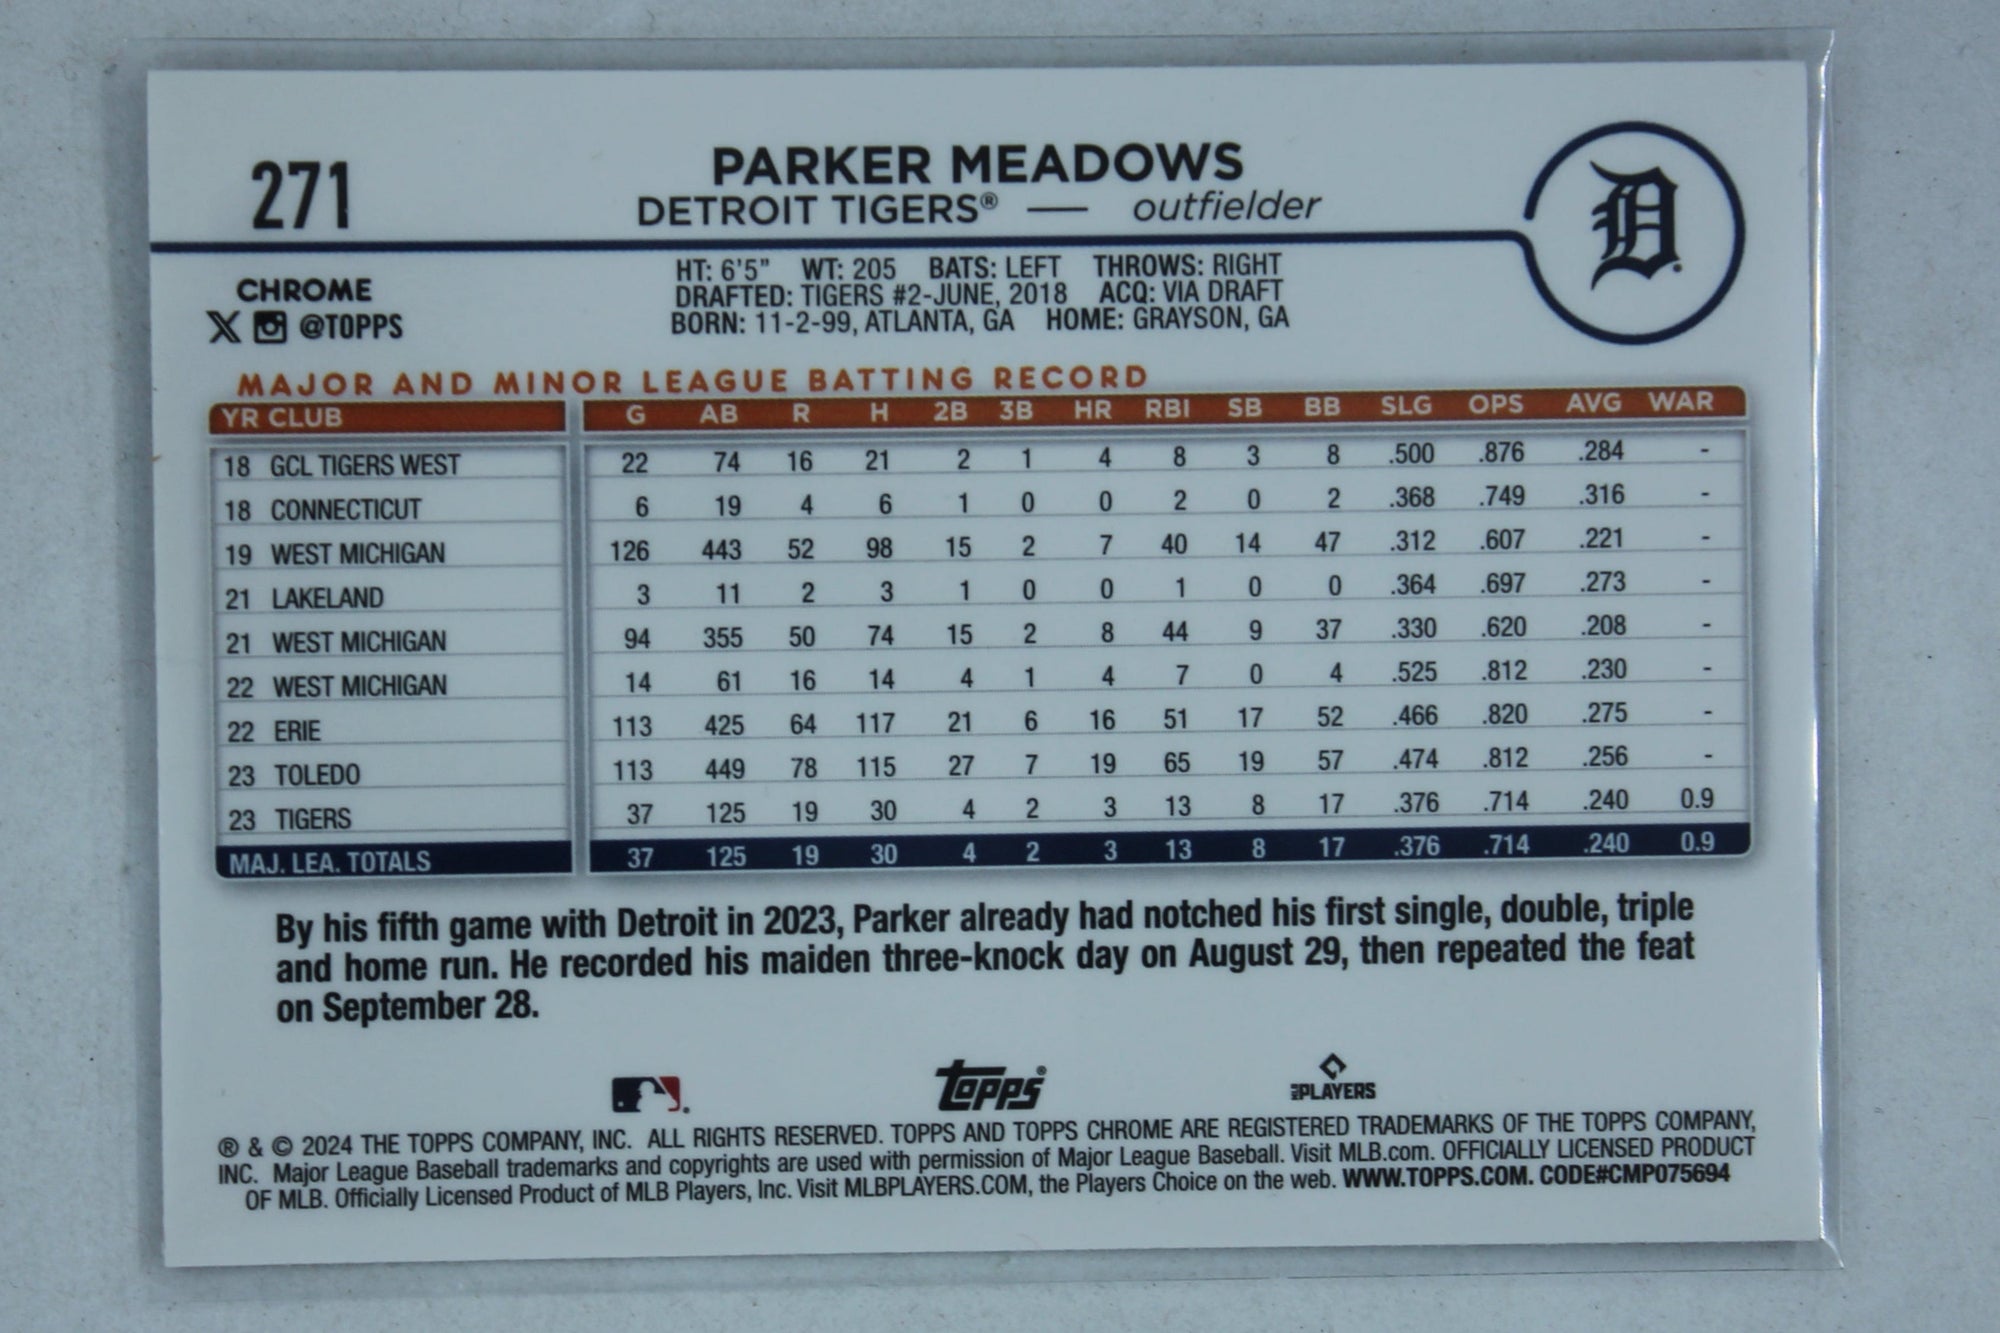 271
PARKER MEADOWS
DETROIT TIGERS® — outfielder
D
CHROME
X @TOPPS
HT: 6'5" WT: 205 BATS: LEFT THROWS: RIGHT
DRAFTED: TIGERS #2-JUNE, 2018 ACQ: VIA DRAFT
BORN: 11-2-99, ATLANTA, GA HOME: GRAYSON, GA
MAJOR AND MINOR LEAGUE BATTING RECORD
YR CLUB G AB R H 2B 3B HR RBI SB BB SLG OPS AVG WAR
18 GCL TIGERS WEST 22 74 16 21 2 1 4 8 3 8 .500 .876 .284 -
18 CONNECTICUT 6 19 4 6 1 0 0 2 0 2 .368 .749 .316 -
19 WEST MICHIGAN 126 443 52 98 15 2 7 40 14 47 .312 .607 .221 -
21 LAKELAND 3 11 2 3 1 0 0 1 0 0 .364 .697 .273 -
21 WEST MICHIGAN 94 355 50 74 15 2 8 44 9 37 .330 .620 .208 -
22 WEST MICHIGAN 14 61 16 14 4 1 4 7 0 4 .525 .812 .230 -
22 ERIE 113 425 64 117 21 6 16 51 17 52 .466 .820 .275 -
23 TOLEDO 113 449 78 115 27 7 19 65 19 57 .474 .812 .256 -
23 TIGERS 37 125 19 30 4 2 3 13 8 17 .376 .714 .240 0.9
MAJ. LEA. TOTALS 37 125 19 30 4 2 3 13 8 17 .376 .714 .240 0.9
By his fifth game with Detroit in 2023, Parker already had notched his first single, double, triple
and home run. He recorded his maiden three-knock day on August 29, then repeated the feat
on September 28.
Topps® MLB PLAYERS
® & © 2024 THE TOPPS COMPANY, INC. ALL RIGHTS RESERVED. TOPPS AND TOPPS CHROME ARE REGISTERED TRADEMARKS OF THE TOPPS COMPANY,
INC. Major League Baseball trademarks and copyrights are used with permission of Major League Baseball. Visit MLB.com. OFFICIALLY LICENSED PRODUCT
OF MLB. Officially Licensed Product of MLB Players, Inc. Visit MLBPLAYERS.COM, the Players Choice on the web. WWW.TOPPS.COM. CODE#CMP075694